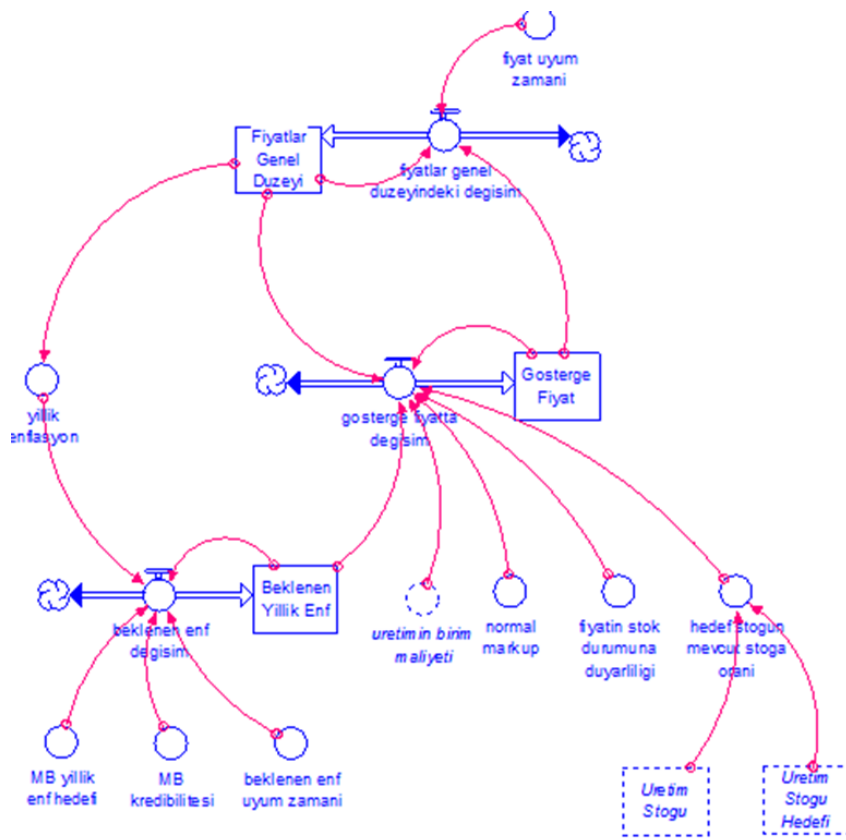 fiyat uyum
zamani
Fiyatlar
Genel
Duzeyi
fiyatlar genel
duzeyindeki degisim
Gosterge
Fiyat
gosterge fiyatta
degisim
yillik
enflasyon
Beklenen
Yillik Enf
beklenen enf
degisim
uretimin birim
maliyeti
normal
markup
fiyatin stok
durumuna
duyarliligi
hedef stogun
mevcut stoga
orani
MB yillik
enf hedefi
MB
kredibilitesi
beklenen enf
uyum zamani
Uretim
Stogu
Uretim
Stogu
Hedefi